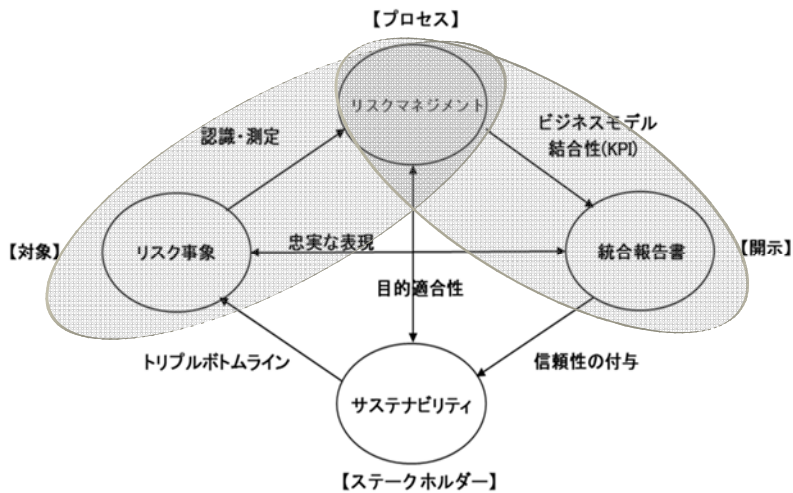 【プロセス】
リスクマネジメント
ビジネスモデル
結合性(KPI)
認識・測定
【対象】
リスク事象
忠実な表現
統合報告書
【開示】
目的適合性
トリプルボトムライン
信頼性の付与
サステナビリティ
【ステークホルダー】